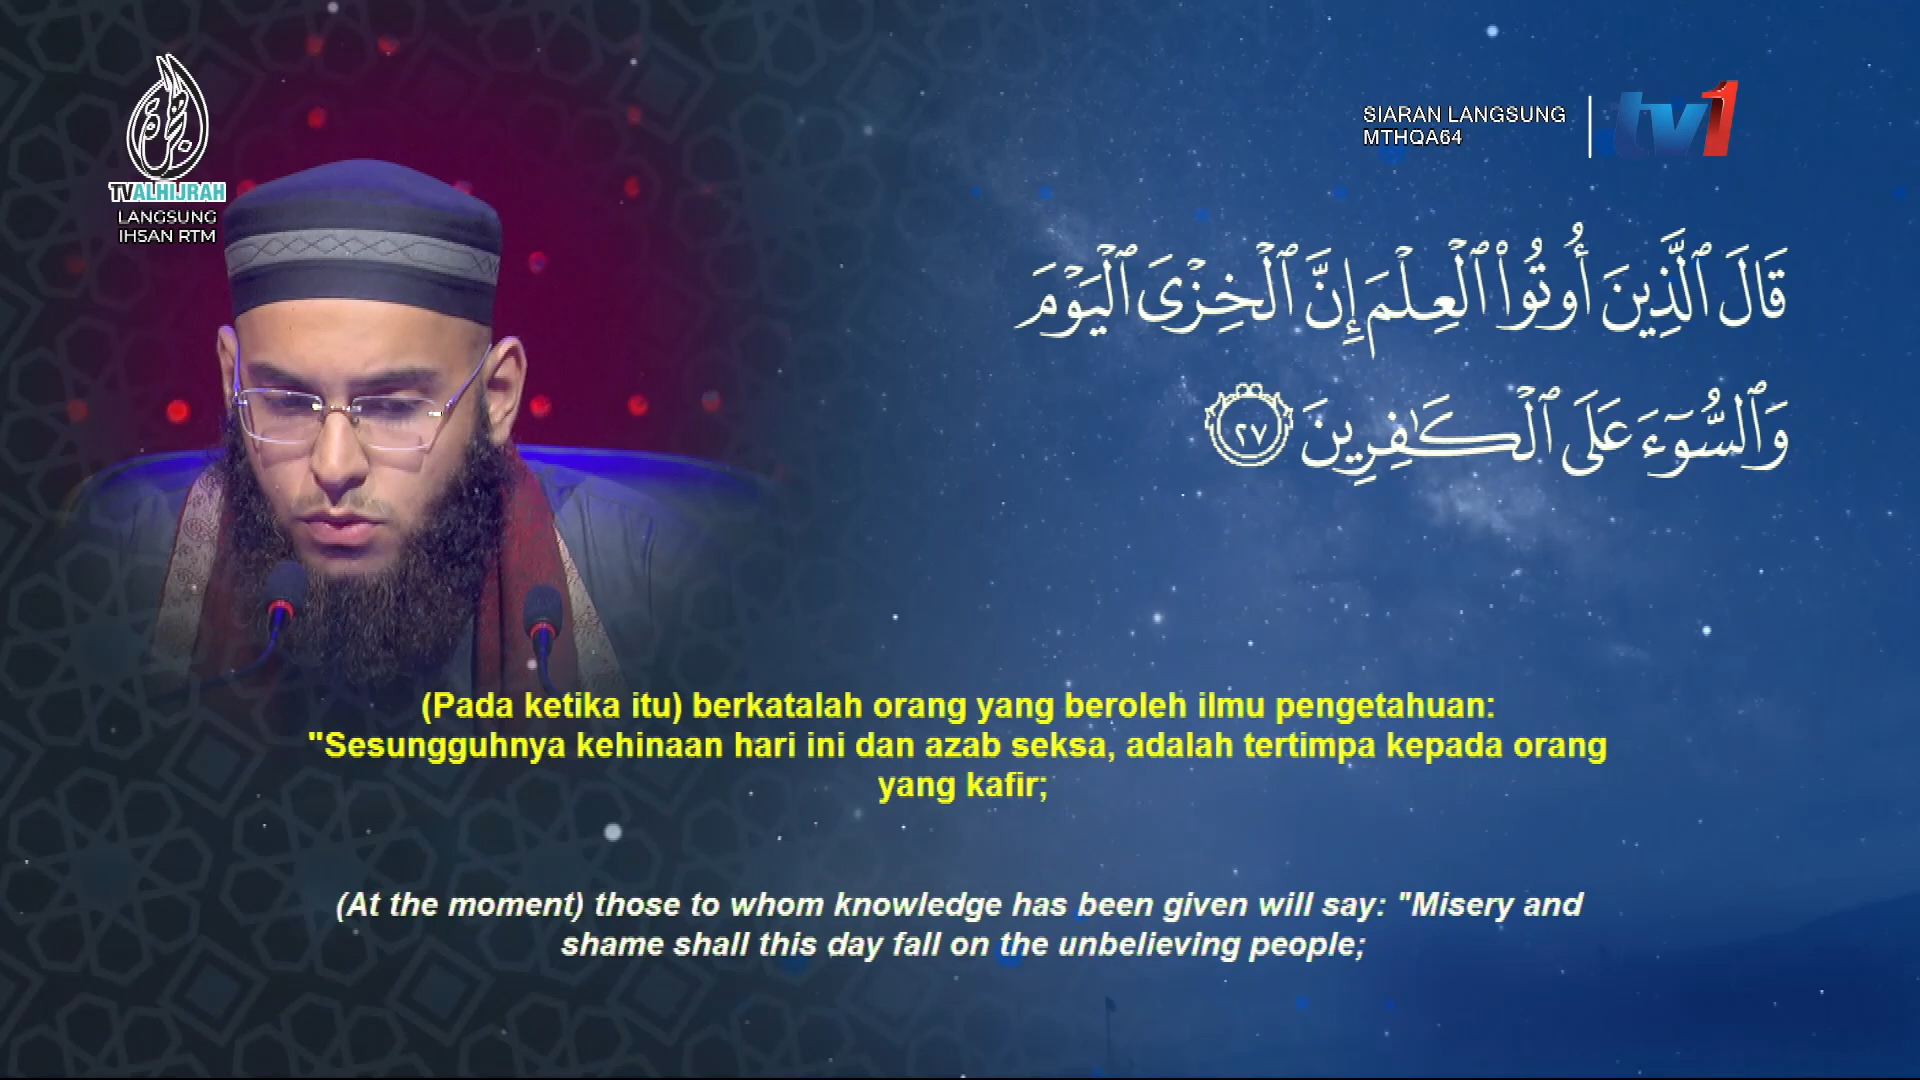 TVALHIJRAH
LANGSUNG
IHSAN RTM
SIARAN LANGSUNG
MTHQA64
tv1
قَالَ ٱلَّذِينَ أُوتُوا۟ ٱلْعِلْمَ إِنَّ ٱلْخِزْىَ ٱلْيَوْمَ
وَٱلسُّوٓءَ عَلَى ٱلْكَـٰفِرِينَ ٢٧
(Pada ketika itu) berkatalah orang yang beroleh ilmu pengetahuan:
"Sesungguhnya kehinaan hari ini dan azab seksa, adalah tertimpa kepada orang
yang kafir;
(At the moment) those to whom knowledge has been given will say: "Misery and
shame shall this day fall on the unbelieving people;